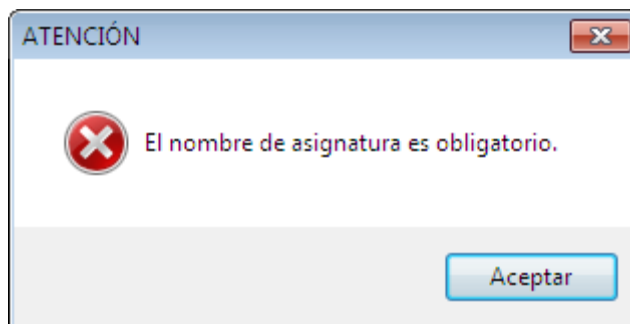 ATENCIÓN
El nombre de asignatura es obligatorio.
Aceptar